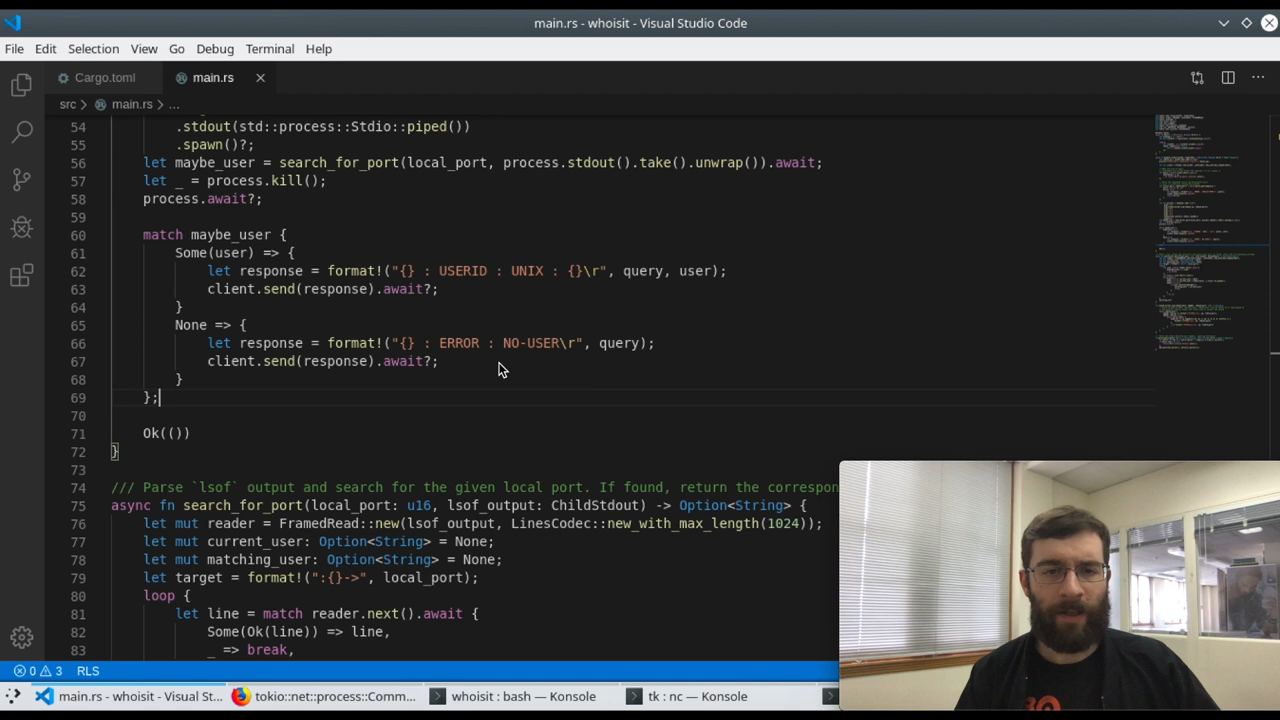 main.rs - whoisit - Visual Studio Code
File Edit Selection View Go Debug Terminal Help
Cargo.toml main.rs
src > main.rs > ...
54 .stdout(std::process::Stdio::piped())
55 .spawn()?;
56 let maybe_user = search_for_port(local_port, process.stdout().take().unwrap()).await;
57 let _ = process.kill();
58 process.await?;
59
60 match maybe_user {
61 Some(user) => {
62 let response = format!("{} : USERID : UNIX : {}\r", query, user);
63 client.send(response).await?;
64 }
65 None => {
66 let response = format!("{} : ERROR : NO-USER\r", query);
67 client.send(response).await?;
68 }
69 };
70
71 Ok(())
72 }
73
74 /// Parse `lsof` output and search for the given local port. If found, return the correspon
75 async fn search_for_port(local_port: u16, lsof_output: ChildStdout) -> Option<String> {
76 let mut reader = FramedRead::new(lsof_output, LinesCodec::new_with_max_length(1024));
77 let mut current_user: Option<String> = None;
78 let mut matching_user: Option<String> = None;
79 let target = format!(":{}->", local_port);
80 loop {
81 let line = match reader.next().await {
82 Some(Ok(line)) => line,
83 _ => break,
0 3 RLS
main.rs - whoisit - Visual St... tokio::net::process::Comm... whoisit : bash — Konsole tk : nc — Konsole